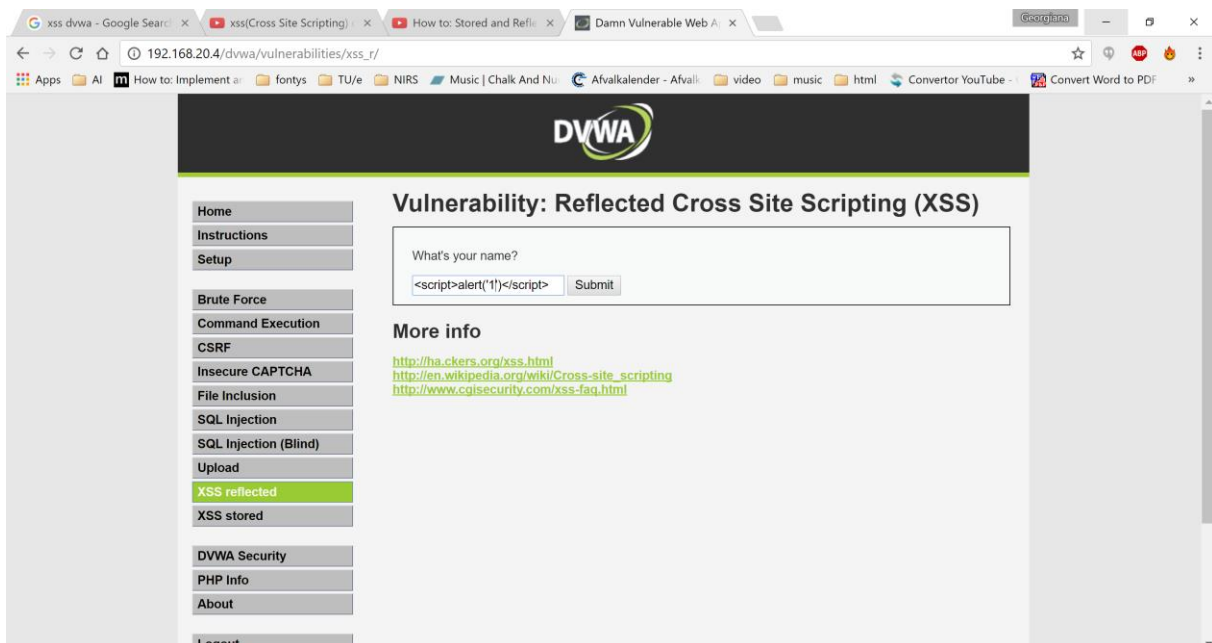 xss dvwa - Google Search
xss(Cross Site Scripting)
How to: Stored and Refle
Damn Vulnerable Web A
Georgiana
192.168.20.4/dvwa/vulnerabilities/xss_r/
ABP
Apps AI How to: Implement a fontys TU/e NIRS Music | Chalk And Nu Afvalkalender - Afvalk video music html Convertor YouTube - Convert Word to PDF »
DVWA
Vulnerability: Reflected Cross Site Scripting (XSS)
Home
Instructions
Setup
What's your name?
<script>alert('1')</script> Submit
Brute Force
Command Execution
CSRF
Insecure CAPTCHA
File Inclusion
SQL Injection
SQL Injection (Blind)
Upload
XSS reflected
XSS stored
More info
http://ha.ckers.org/xss.html
http://en.wikipedia.org/wiki/Cross-site_scripting
http://www.cgisecurity.com/xss-faq.html
DVWA Security
PHP Info
About
Logout